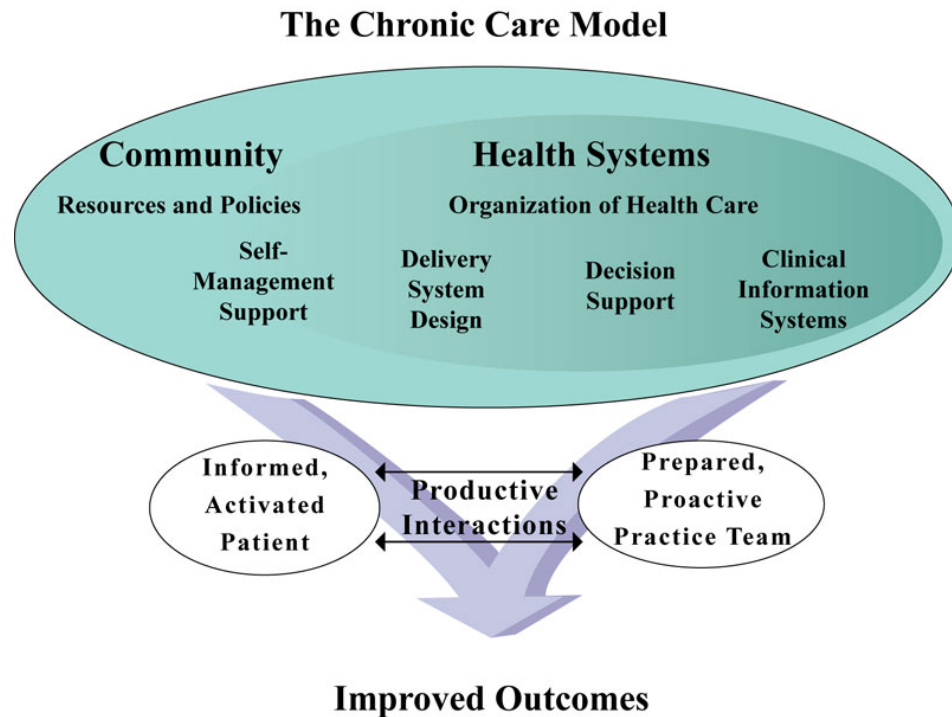 The Chronic Care Model
Community
Health Systems
Resources and Policies
Organization of Health Care
Self-
Management
Support
Delivery
System
Design
Decision
Support
Clinical
Information
Systems
Informed,
Activated
Patient
Productive
Interactions
Prepared,
Proactive
Practice Team
Improved Outcomes